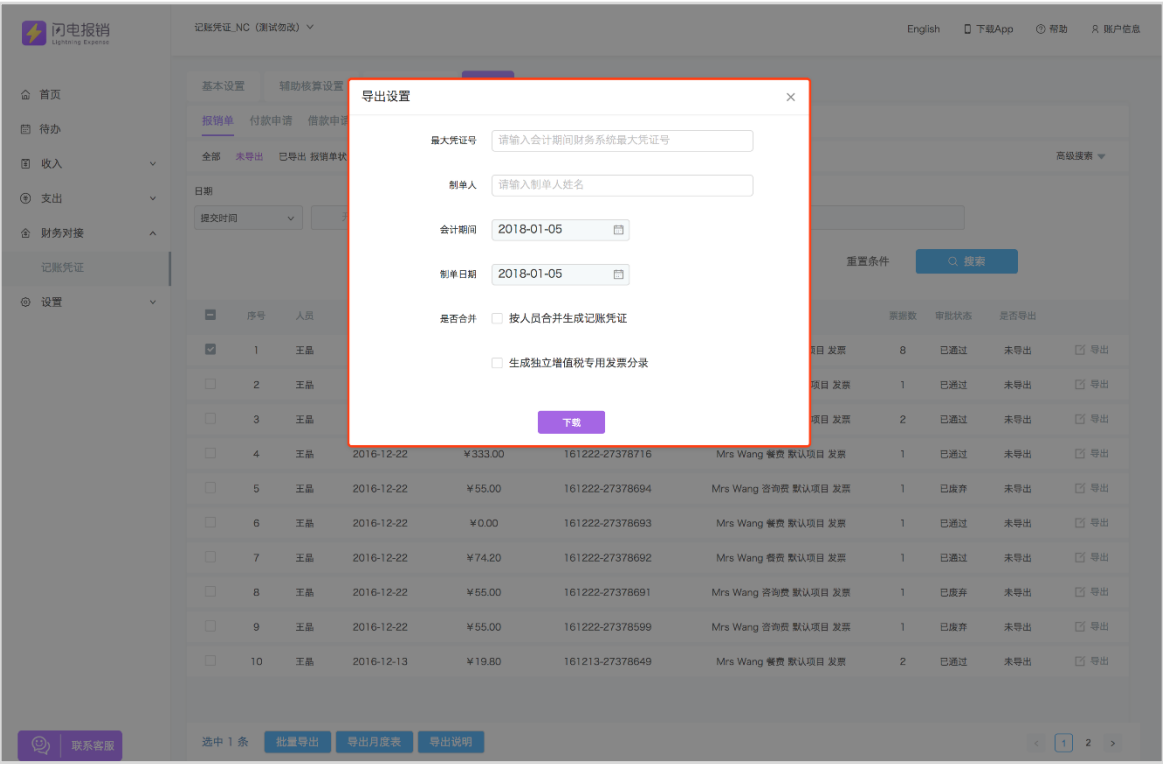 闪电报销
Lightning Expense
记账凭证_NC（测试勿改）
English 下载App 帮助 账户信息
首页
待办
收入
支出
财务对接
记账凭证
设置
基本设置 辅助核算设置
报销单 付款申请 借款申请
全部 未导出 已导出 报销单状
高级搜索
日期
提交时间
重置条件 搜索
导出设置
最大凭证号 请输入会计期间财务系统最大凭证号
制单人 请输入制单人姓名
会计期间 2018-01-05
制单日期 2018-01-05
是否合并 按人员合并生成记账凭证
生成独立增值税专用发票分录
下载
序号 人员 票据数 审批状态 是否导出
1 王晶 项目 发票 8 已通过 未导出 导出
2 王晶 项目 发票 1 已通过 未导出 导出
3 王晶 项目 发票 2 已通过 未导出 导出
4 王晶 2016-12-22 ¥333.00 161222-27378716 Mrs Wang 餐费 默认项目 发票 1 已通过 未导出 导出
5 王晶 2016-12-22 ¥55.00 161222-27378694 Mrs Wang 咨询费 默认项目 发票 1 已废弃 未导出 导出
6 王晶 2016-12-22 ¥0.00 161222-27378693 Mrs Wang 餐费 默认项目 发票 1 已通过 未导出 导出
7 王晶 2016-12-22 ¥74.20 161222-27378692 Mrs Wang 餐费 默认项目 发票 1 已通过 未导出 导出
8 王晶 2016-12-22 ¥55.00 161222-27378691 Mrs Wang 咨询费 默认项目 发票 1 已废弃 未导出 导出
9 王晶 2016-12-22 ¥55.00 161222-27378599 Mrs Wang 咨询费 默认项目 发票 1 已废弃 未导出 导出
10 王晶 2016-12-13 ¥19.80 161213-27378649 Mrs Wang 餐费 默认项目 发票 2 已通过 未导出 导出
选中 1 条 批量导出 导出月度表 导出说明
< 1 2 >
联系客服